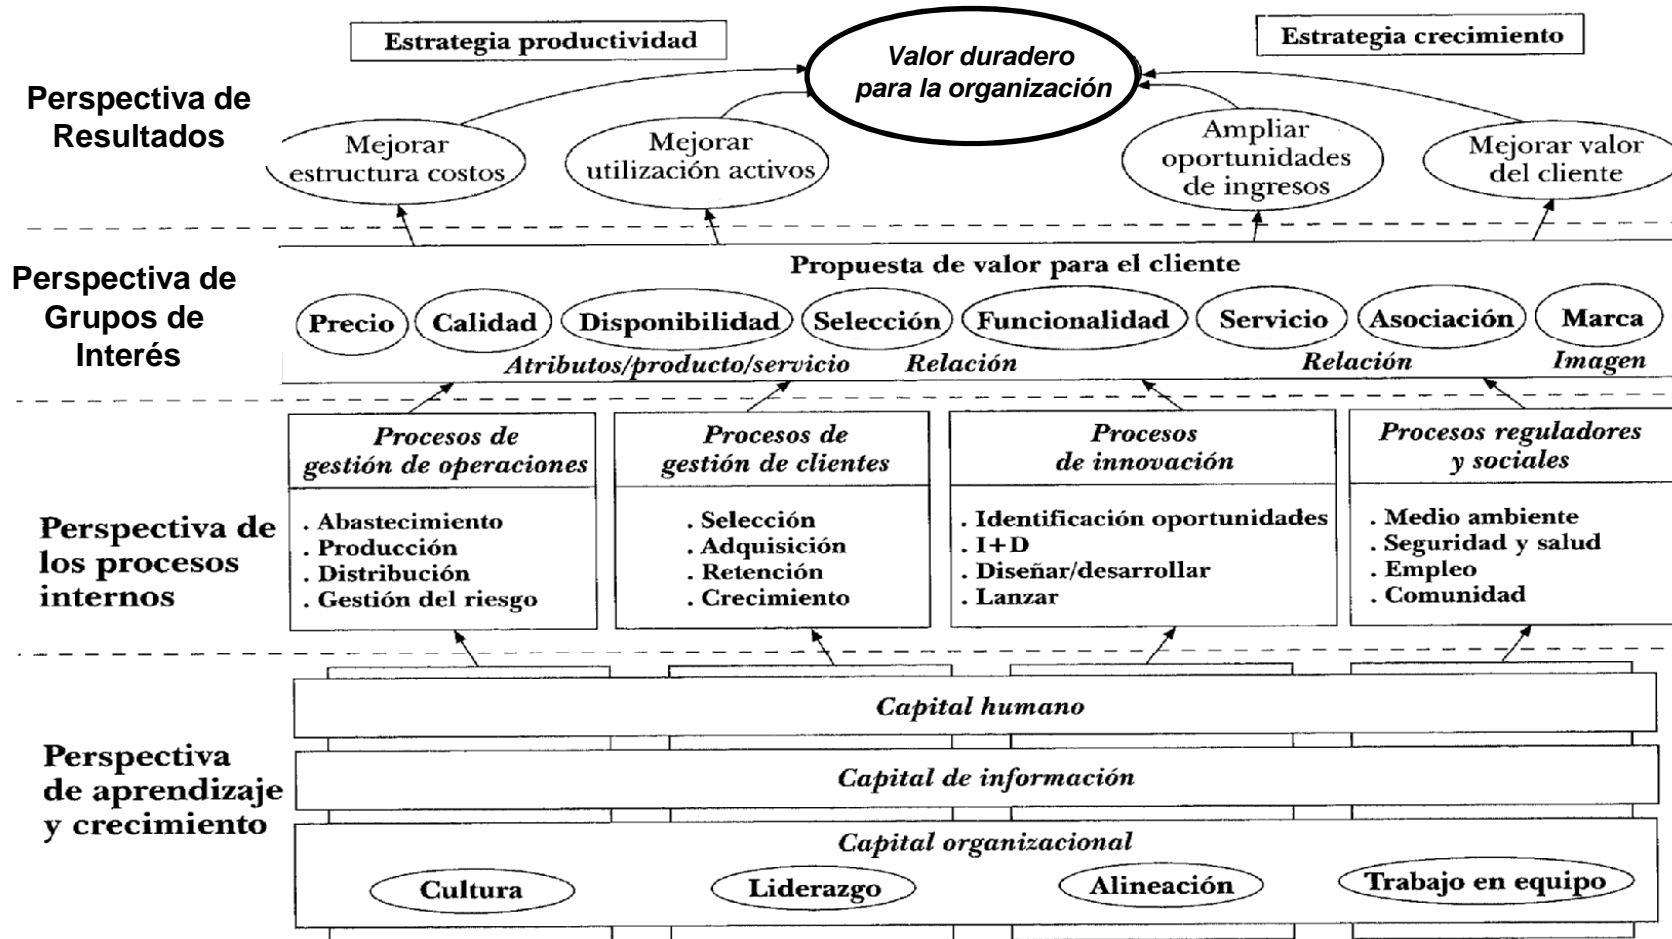 Estrategia productividad
Valor duradero
para la organización
Estrategia crecimiento
Perspectiva de
Resultados
Mejorar
estructura costos
Mejorar
utilización activos
Ampliar
oportunidades
de ingresos
Mejorar valor
del cliente
Perspectiva de
Grupos de
Interés
Propuesta de valor para el cliente
Precio
Calidad
Disponibilidad
Selección
Funcionalidad
Servicio
Asociación
Marca
Atributos/producto/servicio
Relación
Relación
Imagen
Perspectiva de
los procesos
internos
Procesos de
gestión de operaciones
. Abastecimiento
. Producción
. Distribución
. Gestión del riesgo
Procesos de
gestión de clientes
. Selección
. Adquisición
. Retención
. Crecimiento
Procesos
de innovación
. Identificación oportunidades
. I+D
. Diseñar/desarrollar
. Lanzar
Procesos reguladores
y sociales
. Medio ambiente
. Seguridad y salud
. Empleo
. Comunidad
Perspectiva
de aprendizaje
y crecimiento
Capital humano
Capital de información
Capital organizacional
Cultura
Liderazgo
Alineación
Trabajo en equipo